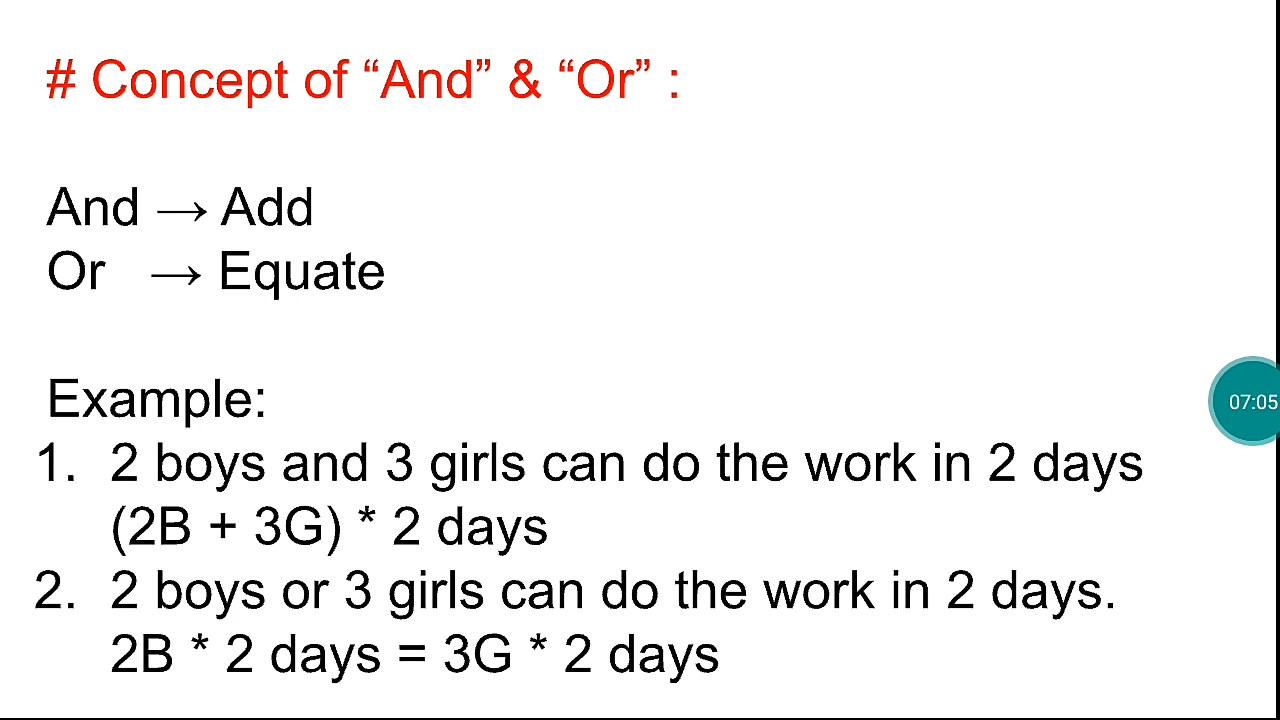 # Concept of “And” & “Or” :
And → Add
Or → Equate
Example:
1. 2 boys and 3 girls can do the work in 2 days
(2B + 3G) * 2 days
2. 2 boys or 3 girls can do the work in 2 days.
2B * 2 days = 3G * 2 days
07:05